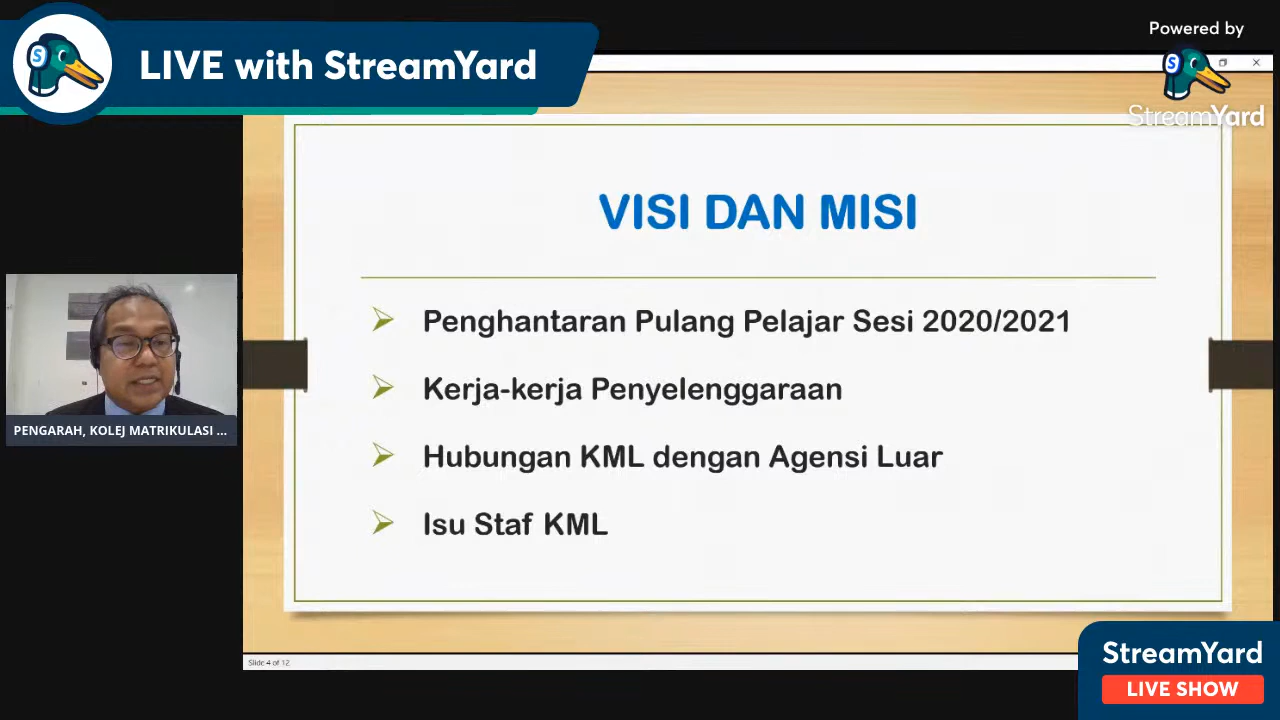 LIVE with StreamYard
Powered by
StreamYard
VISI DAN MISI
Penghantaran Pulang Pelajar Sesi 2020/2021
Kerja-kerja Penyelenggaraan
Hubungan KML dengan Agensi Luar
Isu Staf KML
PENGARAH, KOLEJ MATRIKULASI ...
Slide 4 of 12
StreamYard
LIVE SHOW